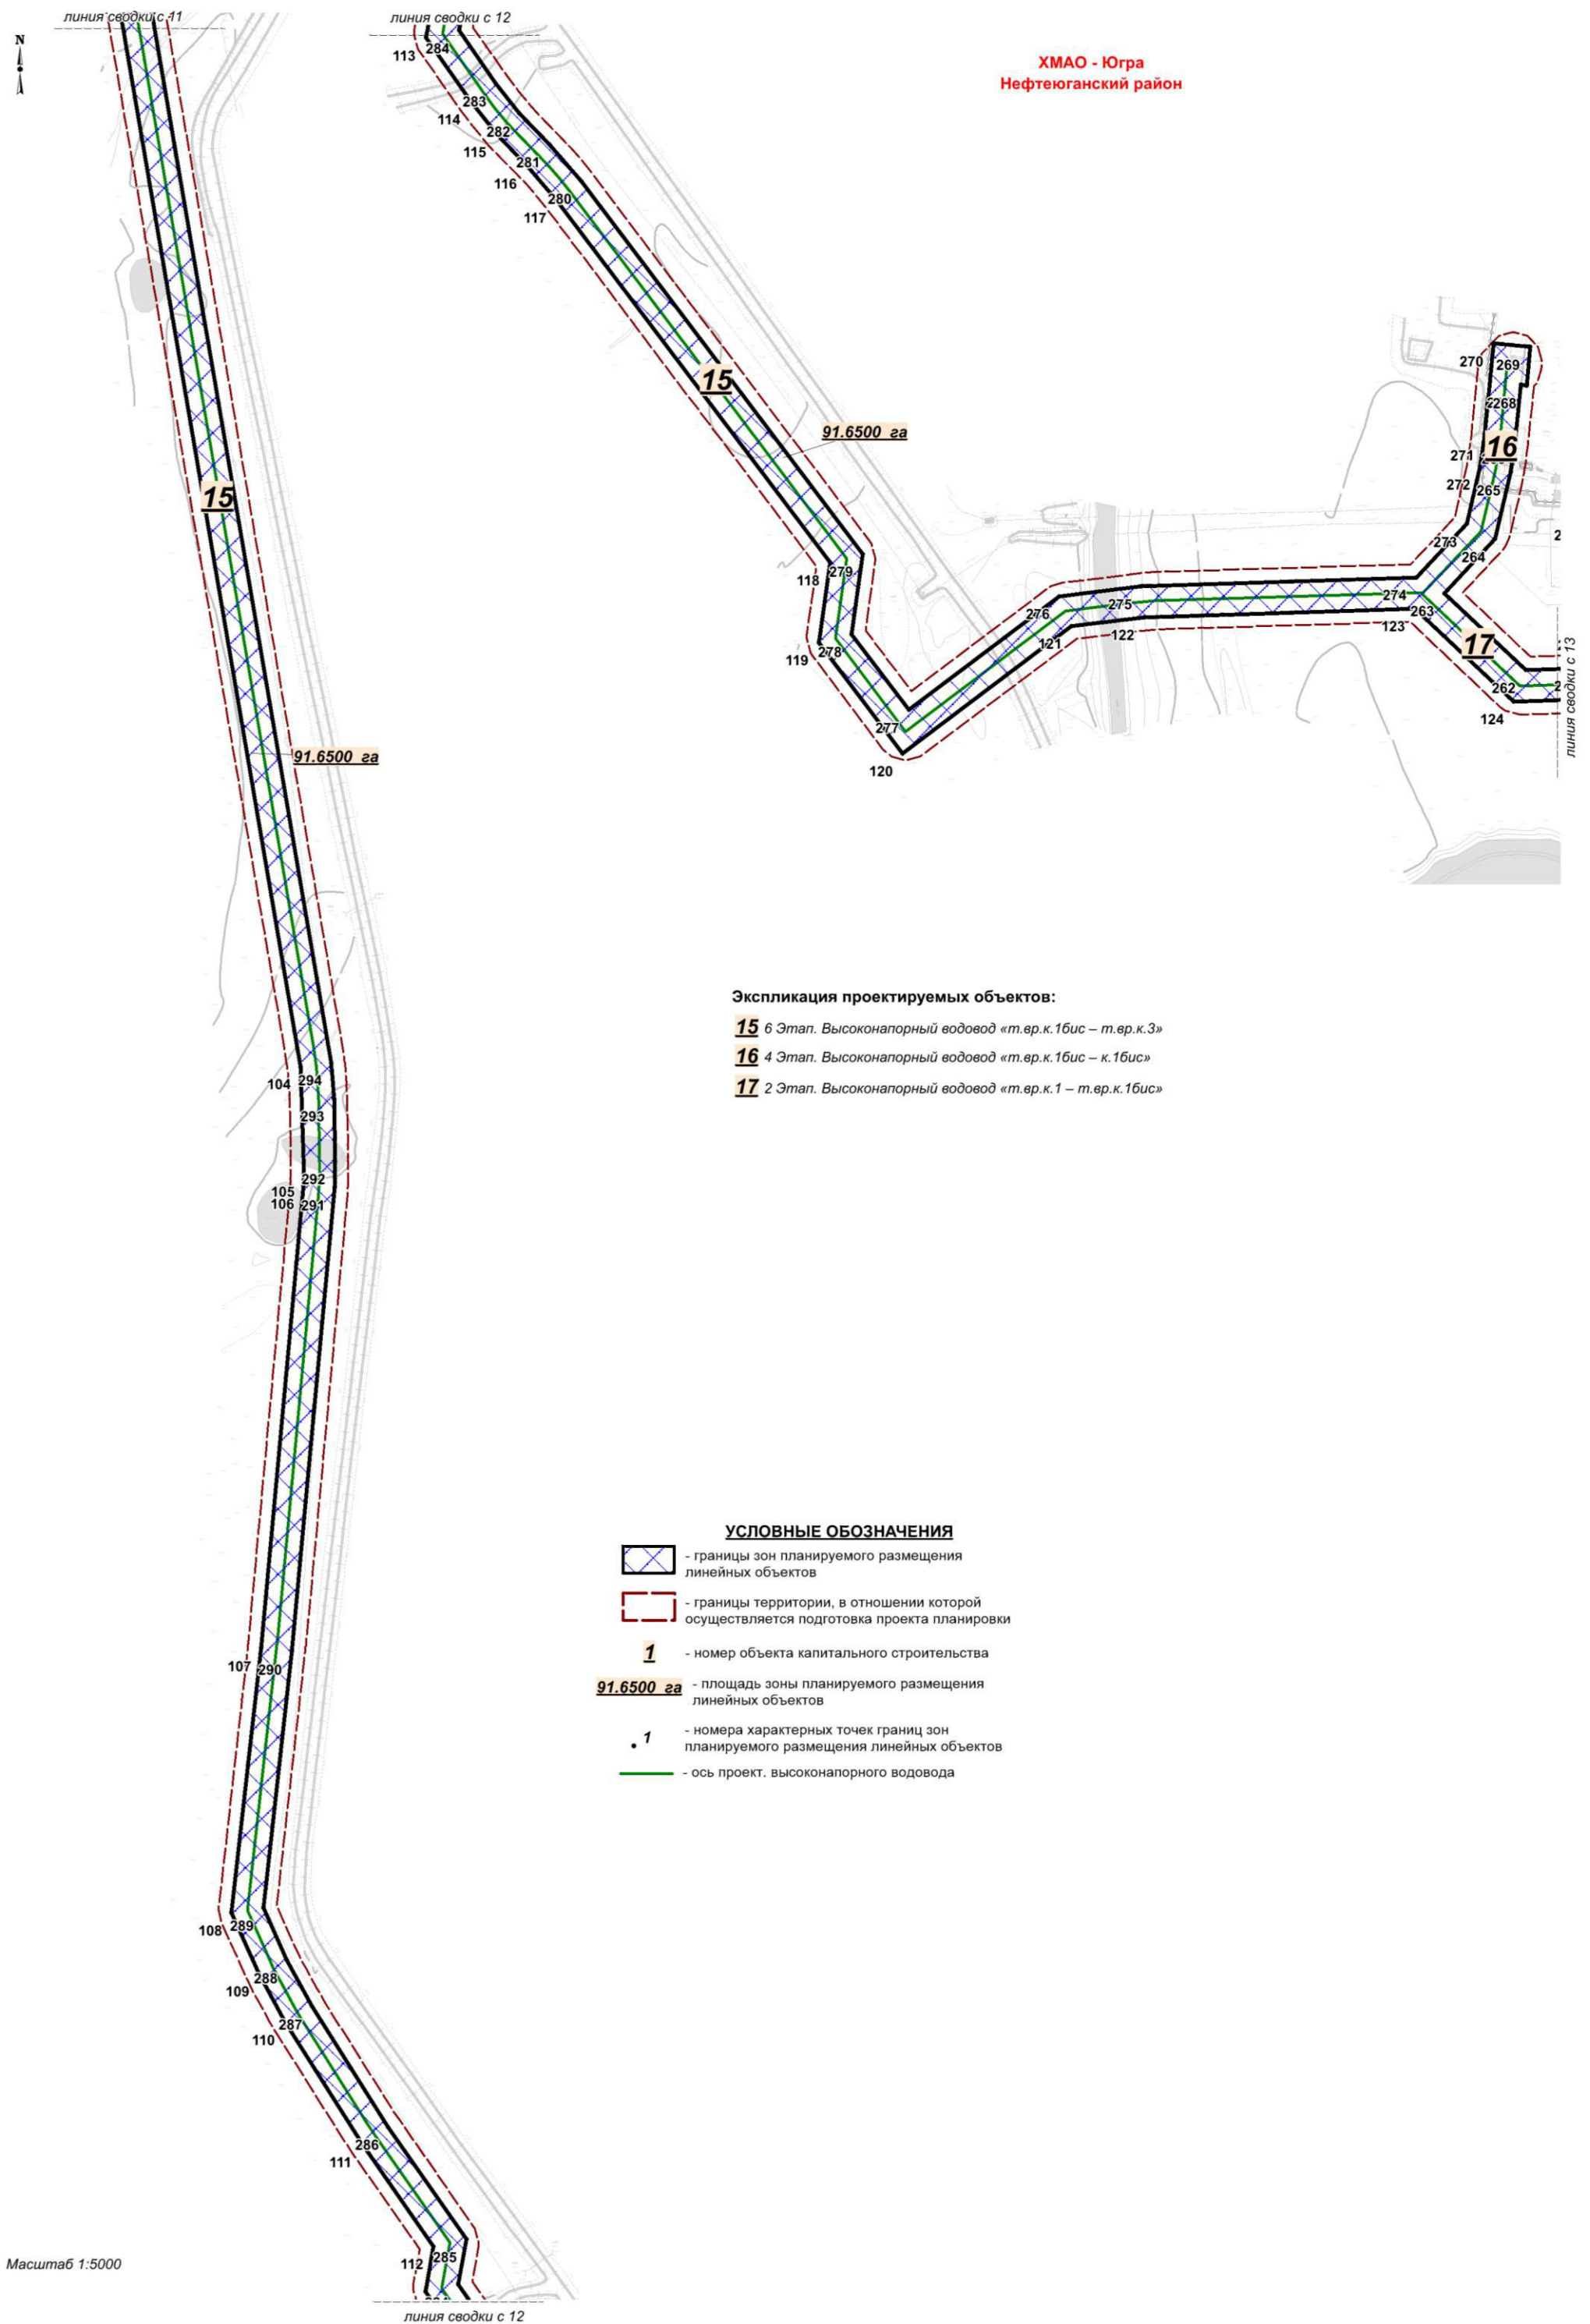 линия сводки с 11
линия сводки с 12
N
ХМАО - Югра
Нефтеюганский район
113
284
283
114
282
115
281
116
280
117
270
269
268
15
91.6500 га
16
271
272
265
15
273
264
118
279
274
275
276
263
123
122
121
17
119
278
262
124
277
120
линия сводки с 13
91.6500 га
Экспликация проектируемых объектов:
15 6 Этап. Высоконапорный водовод «т.вр.к.1бис – т.вр.к.3»
16 4 Этап. Высоконапорный водовод «т.вр.к.1бис – к.1бис»
17 2 Этап. Высоконапорный водовод «т.вр.к.1 – т.вр.к.1бис»
104 294
293
292
105
106 291
УСЛОВНЫЕ ОБОЗНАЧЕНИЯ
- границы зон планируемого размещения
линейных объектов
- границы территории, в отношении которой
осуществляется подготовка проекта планировки
1 - номер объекта капитального строительства
91.6500 га - площадь зоны планируемого размещения
линейных объектов
1 - номера характерных точек границ зон
планируемого размещения линейных объектов
- ось проект. высоконапорного водовода
107 290
108 289
288
109
287
110
286
111
112 285
Масштаб 1:5000
линия сводки с 12